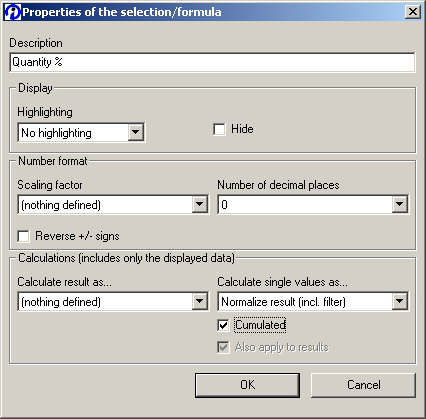 Properties of the selection/formula
Description
Quantity %
Display
Highlighting
No highlighting
Hide
Number format
Scaling factor
Number of decimal places
(nothing defined)
0
Reverse +/- signs
Calculations (includes only the displayed data)
Calculate result as...
Calculate single values as...
(nothing defined)
Normalize result (incl. filter)
Cumulated
Also apply to results
OK
Cancel